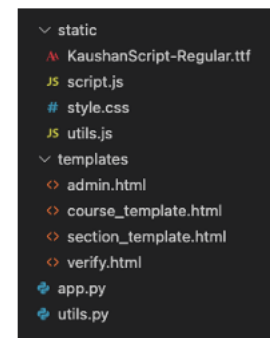 static
KaushanScript-Regular.ttf
JS script.js
# style.css
JS utils.js
templates
<> admin.html
<> course_template.html
<> section_template.html
<> verify.html
app.py
utils.py